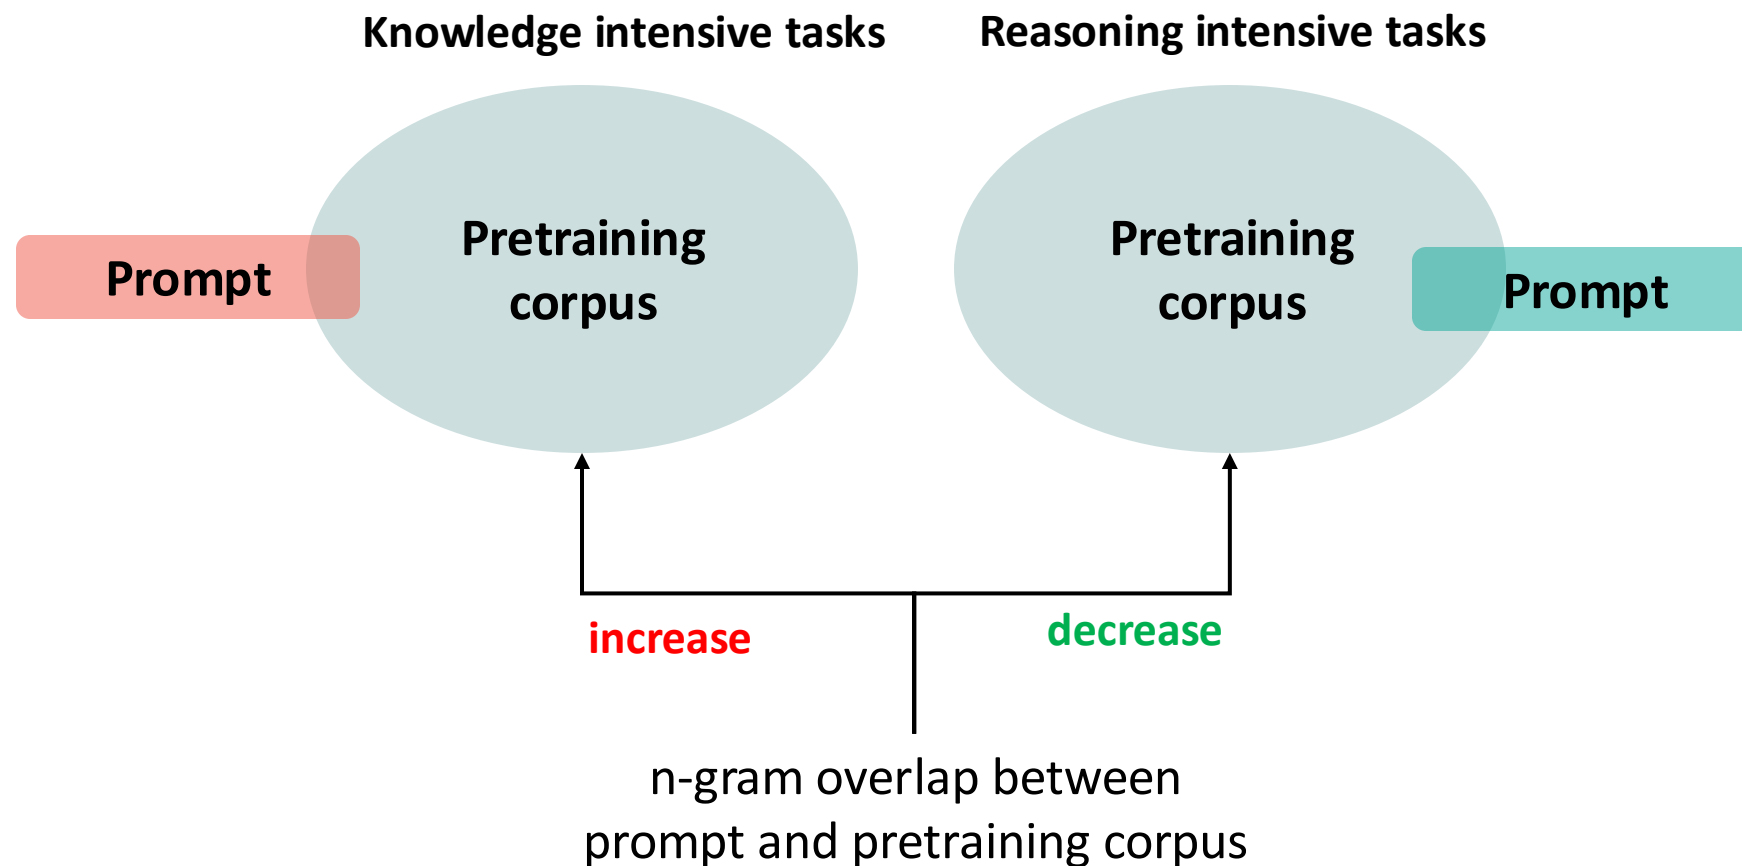 Knowledge intensive tasks
Reasoning intensive tasks
Prompt
Pretraining
corpus
Pretraining
corpus
Prompt
increase
decrease
n-gram overlap between
prompt and pretraining corpus